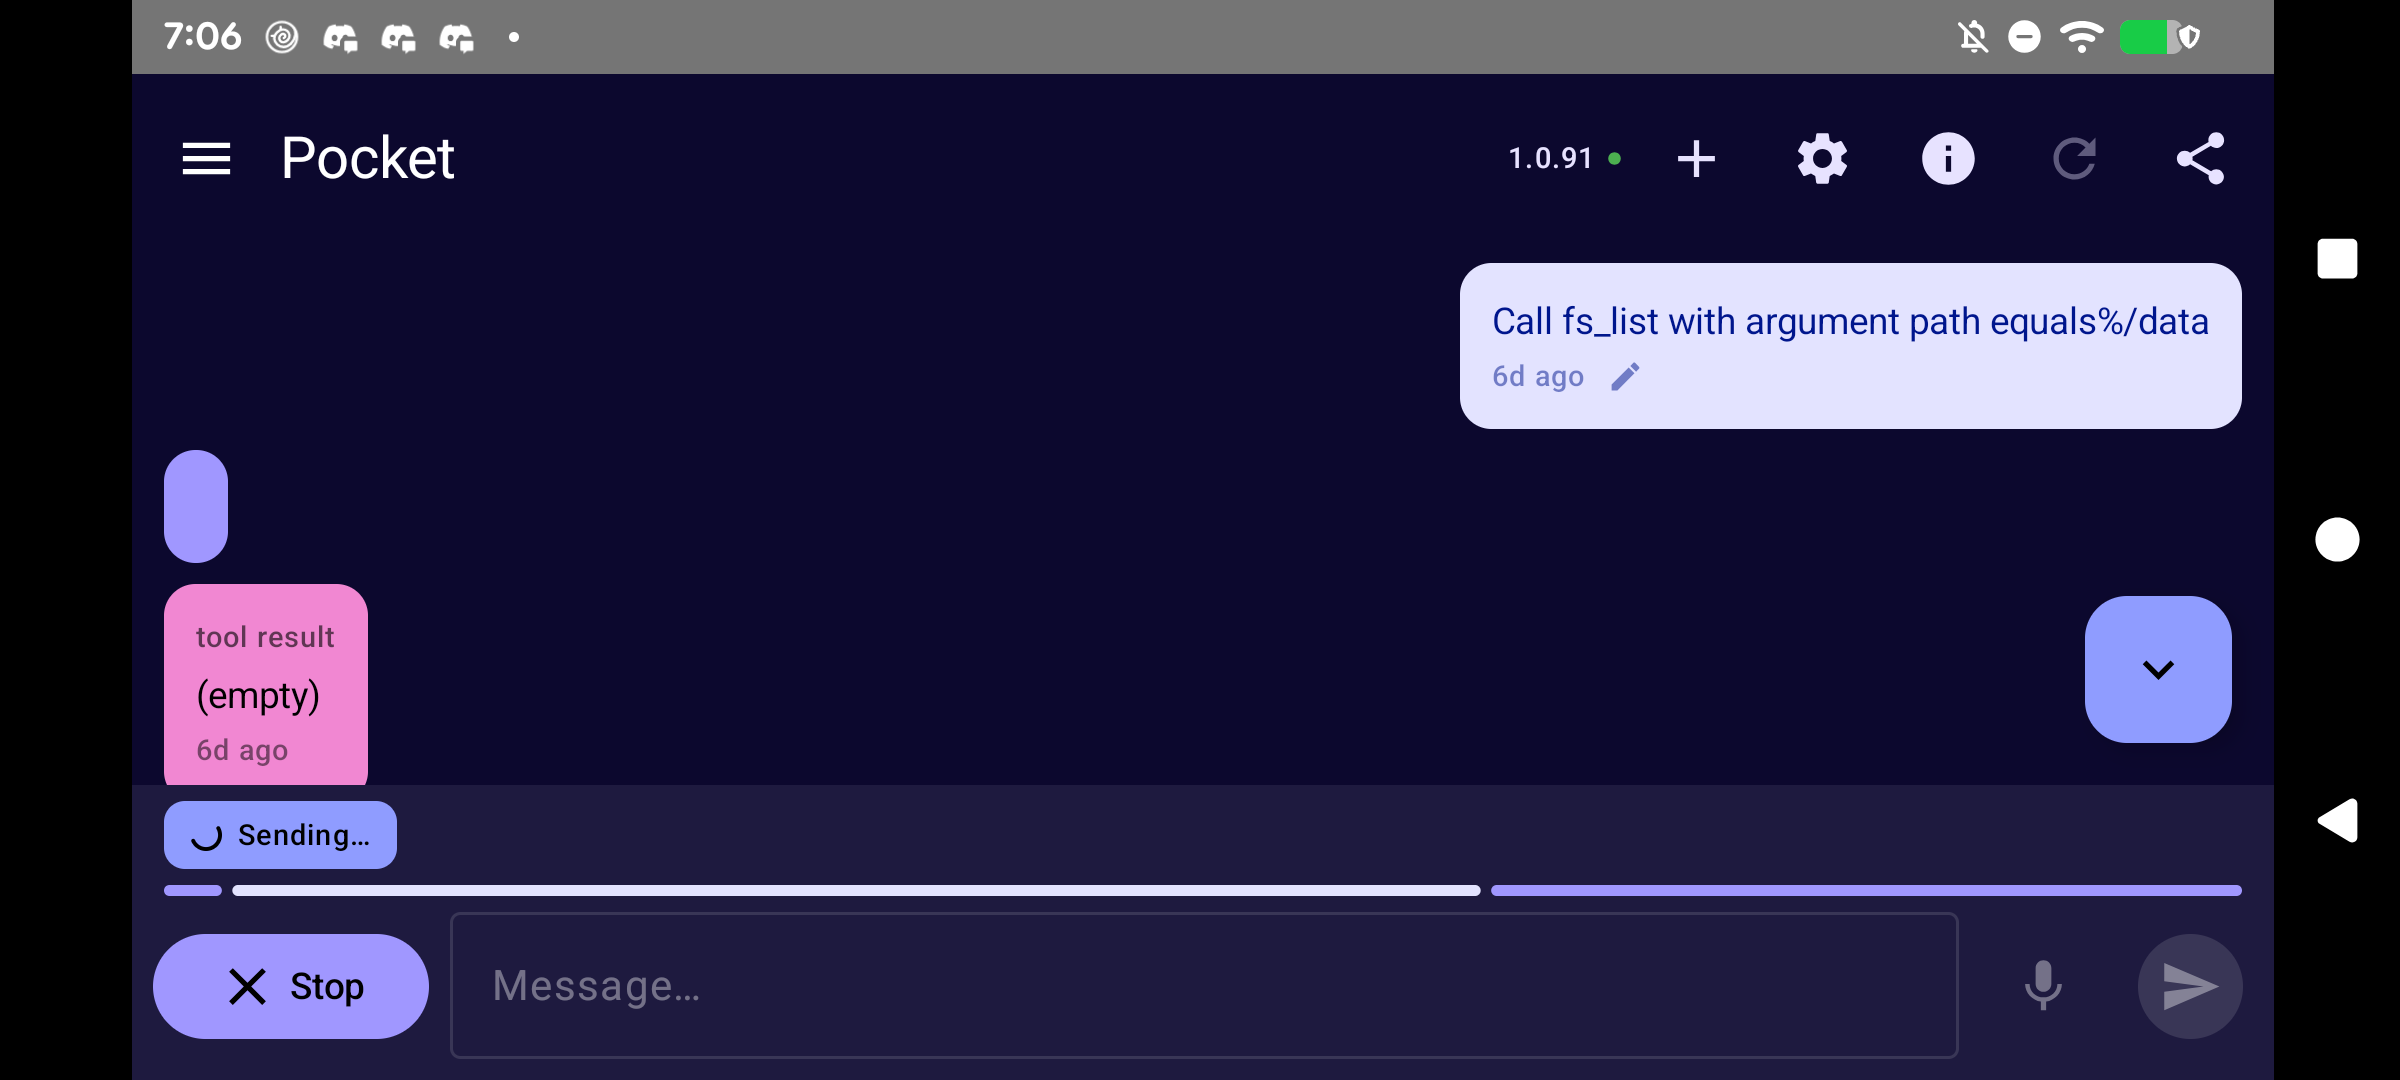 7:06
Pocket
1.0.91
Call fs_list with argument path equals%/data
6d ago
tool result
(empty)
6d ago
Sending...
Stop
Message...